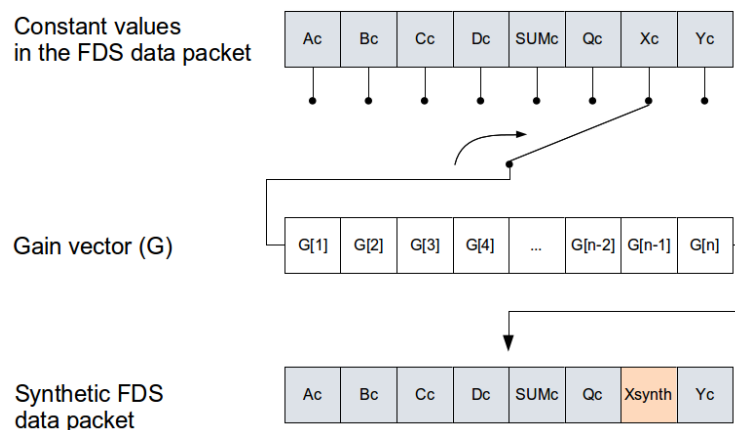 Constant values
in the FDS data packet
Ac Bc Cc Dc SUMc Qc Xc Yc
Gain vector (G)
G[1] G[2] G[3] G[4] ... G[n-2] G[n-1] G[n]
Synthetic FDS
data packet
Ac Bc Cc Dc SUMc Qc Xsynth Yc